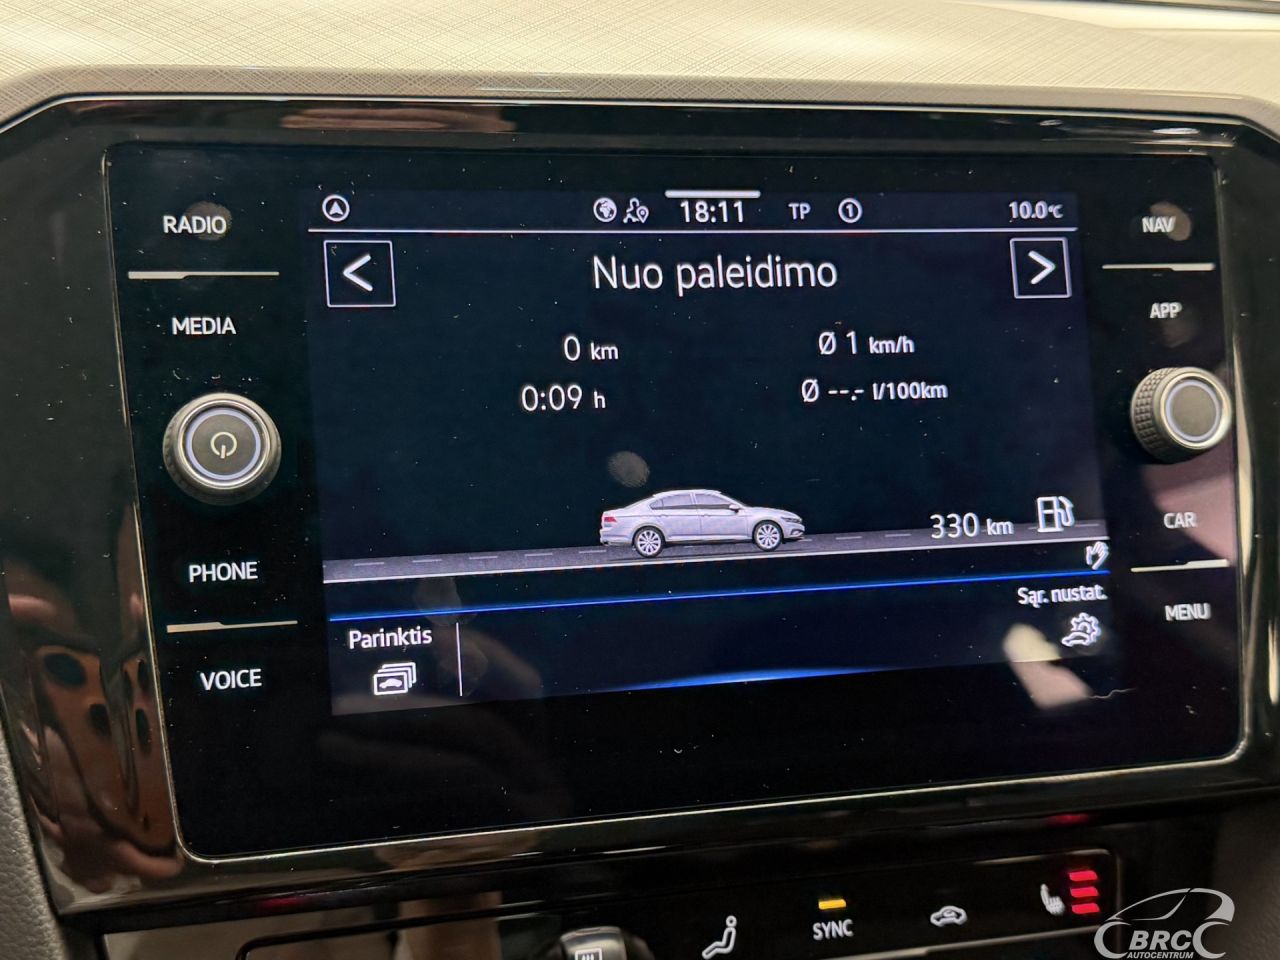 18:11 TP 1 10.0°C
RADIO
NAV
Nuo paleidimo
MEDIA
APP
0 km
Ø 1 km/h
0:09 h
Ø --.- l/100km
330 km
CAR
PHONE
Sąr. nustat.
MENU
Parinktis
VOICE
SYNC
BRC
AUTOCENTRUM